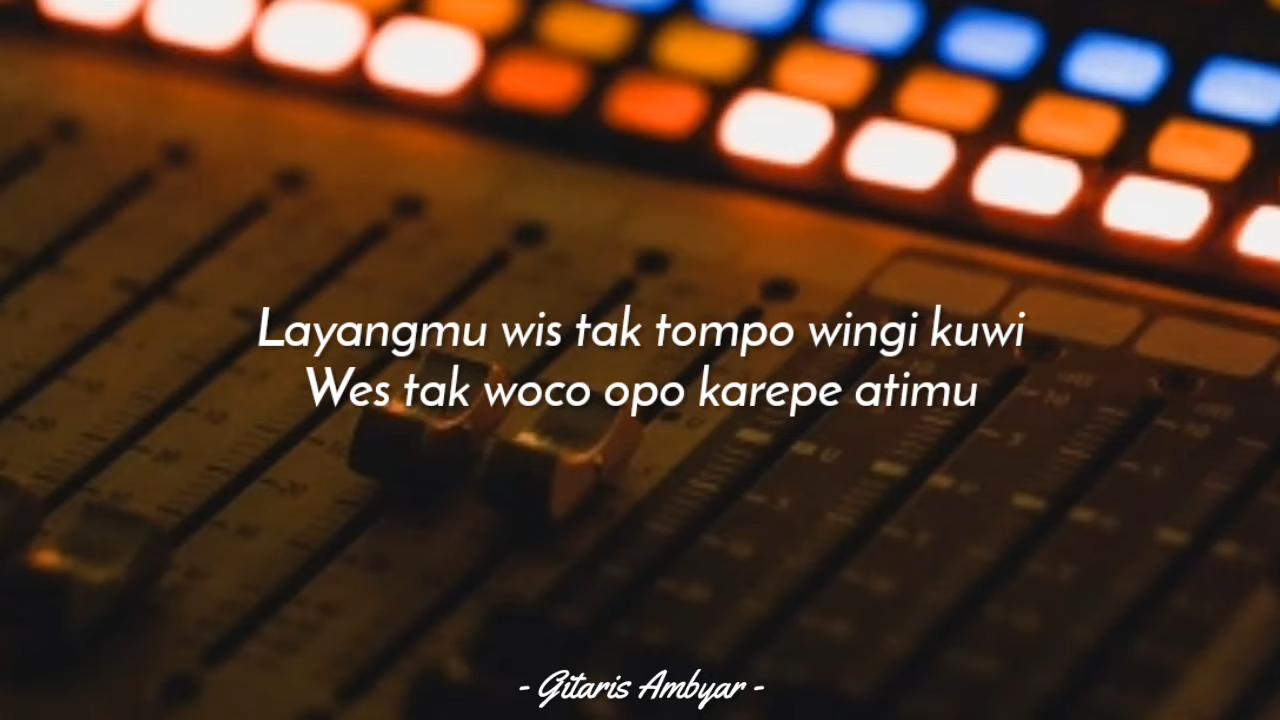 Layangmu wis tak tompo wingi kuwi
Wes tak woco opo karepe atimu
- Gitaris Ambyar -